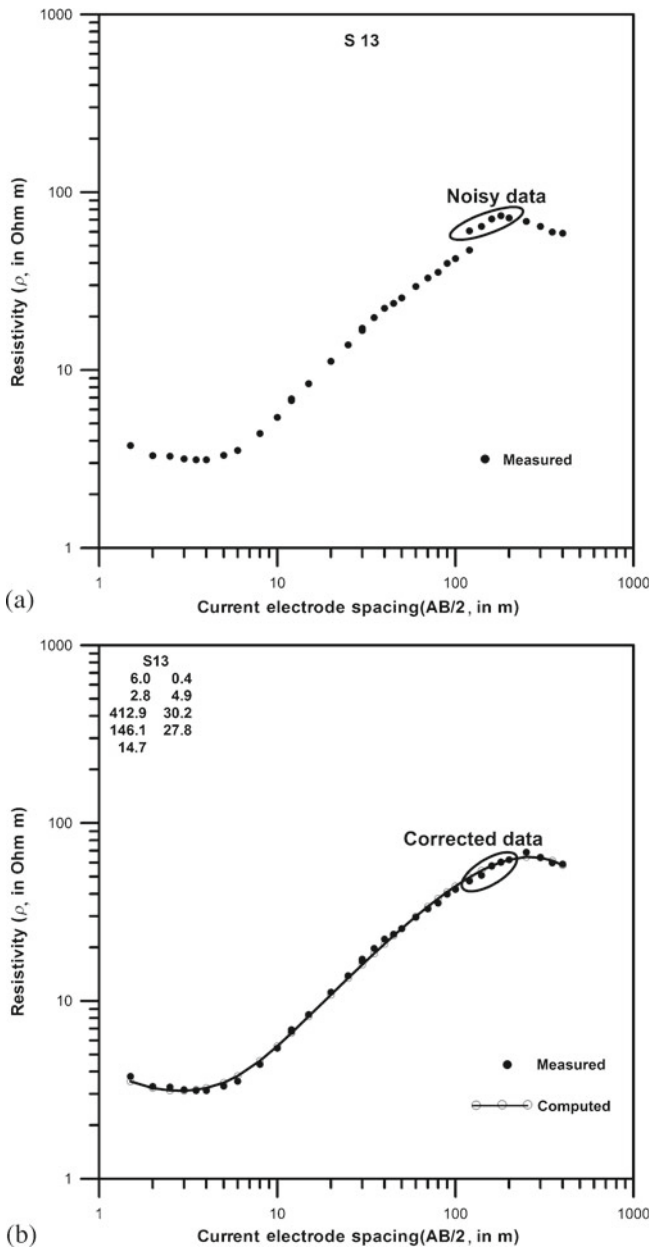 1000
S 13
Noisy data
100
Resistivity (ρ, in Ohm m)
10
Measured
1
1
10
100
1000
(a)
Current electrode spacing(AB/2, in m)
1000
S13
6.0 0.4
2.8 4.9
412.9 30.2
146.1 27.8
14.7
Corrected data
100
Resistivity (ρ, in Ohm m)
10
Measured
Computed
1
1
10
100
1000
(b)
Current electrode spacing(AB/2, in m)